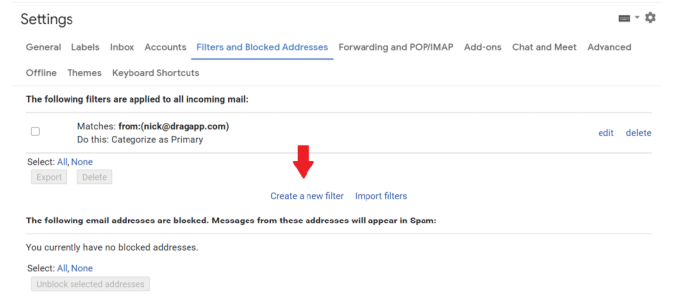 Settings
General Labels Inbox Accounts Filters and Blocked Addresses Forwarding and POP/IMAP Add-ons Chat and Meet Advanced
Offline Themes Keyboard Shortcuts
The following filters are applied to all incoming mail:
Matches: from:(nick@dragapp.com)
Do this: Categorize as Primary
edit delete
Select: All, None
Export Delete
Create a new filter Import filters
The following email addresses are blocked. Messages from these addresses will appear in Spam:
You currently have no blocked addresses.
Select: All, None
Unblock selected addresses